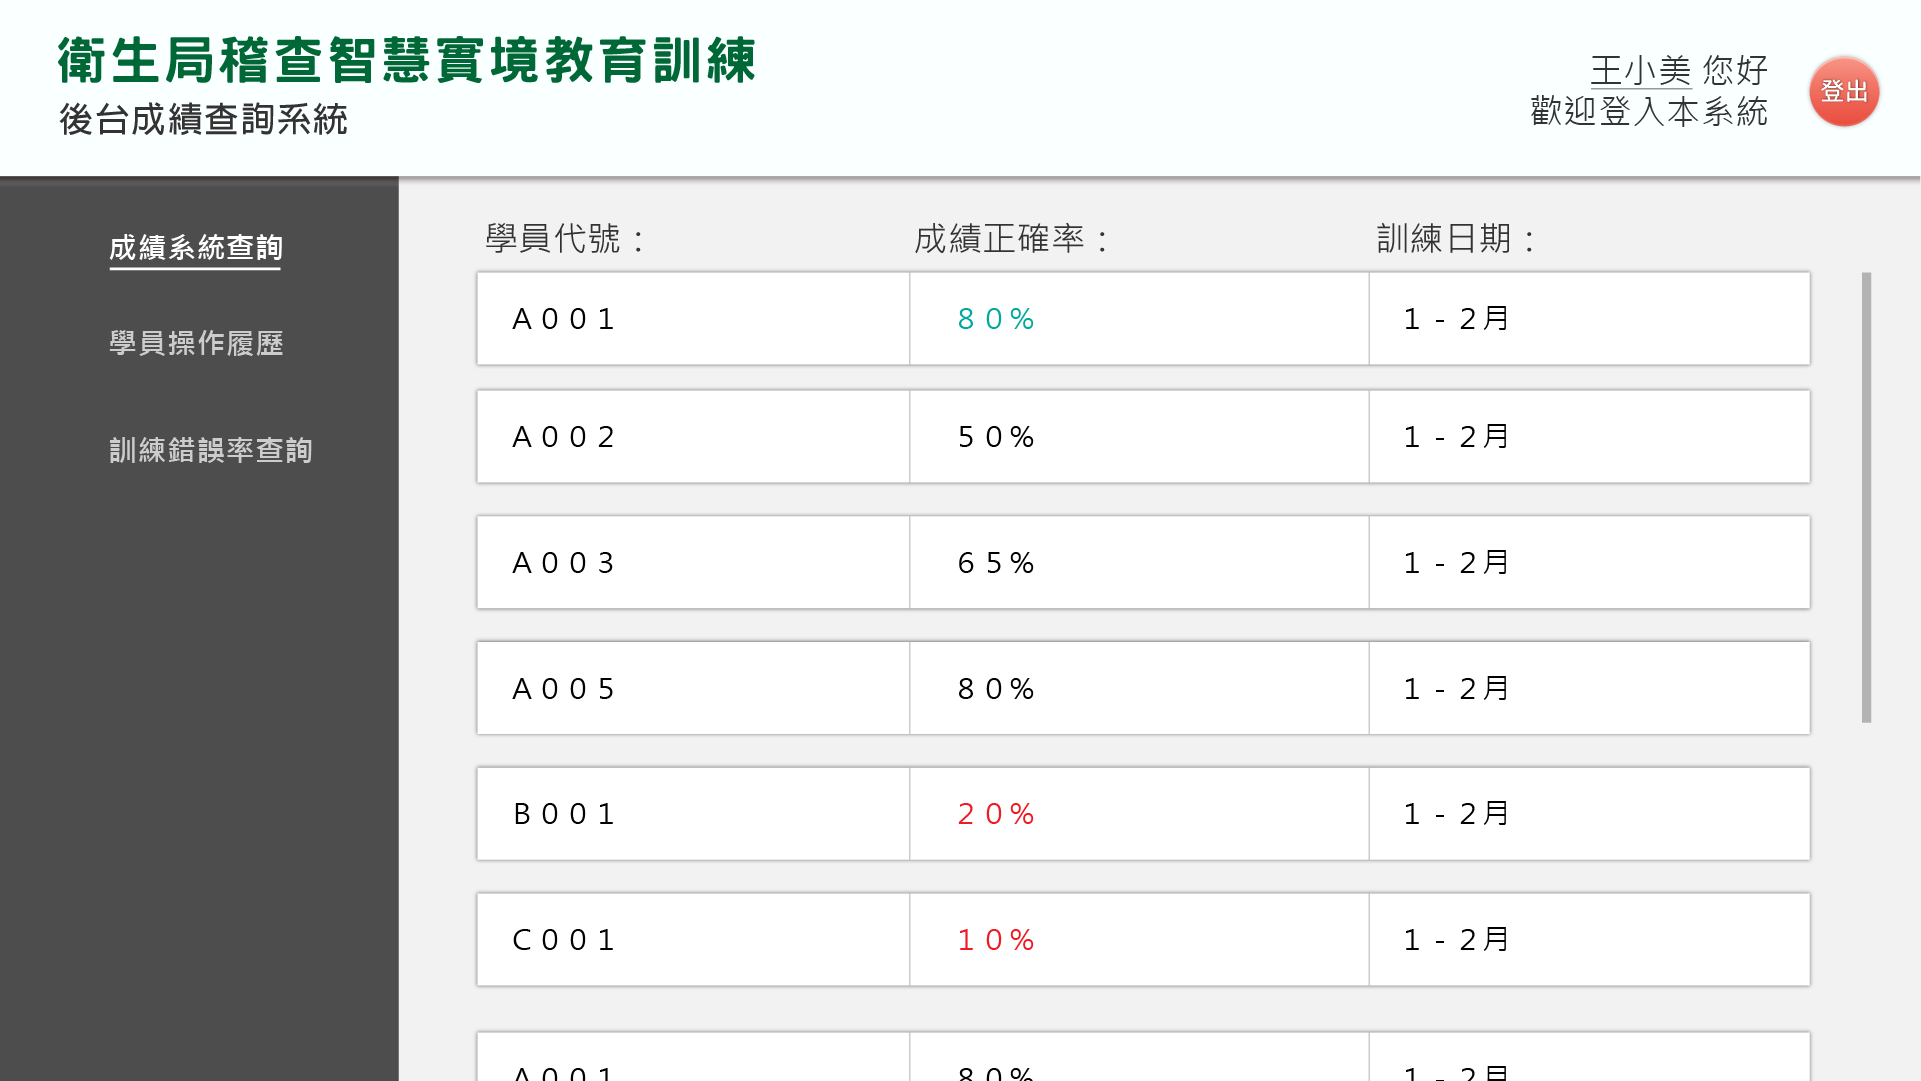 衛生局稽查智慧實境教育訓練
後台成績查詢系統
王小美 您好
歡迎登入本系統
登出
成績系統查詢
學員操作履歷
訓練錯誤率查詢
學員代號： 成績正確率： 訓練日期：
A001 80% 1-2月
A002 50% 1-2月
A003 65% 1-2月
A005 80% 1-2月
B001 20% 1-2月
C001 10% 1-2月
A001 80% 1-2月